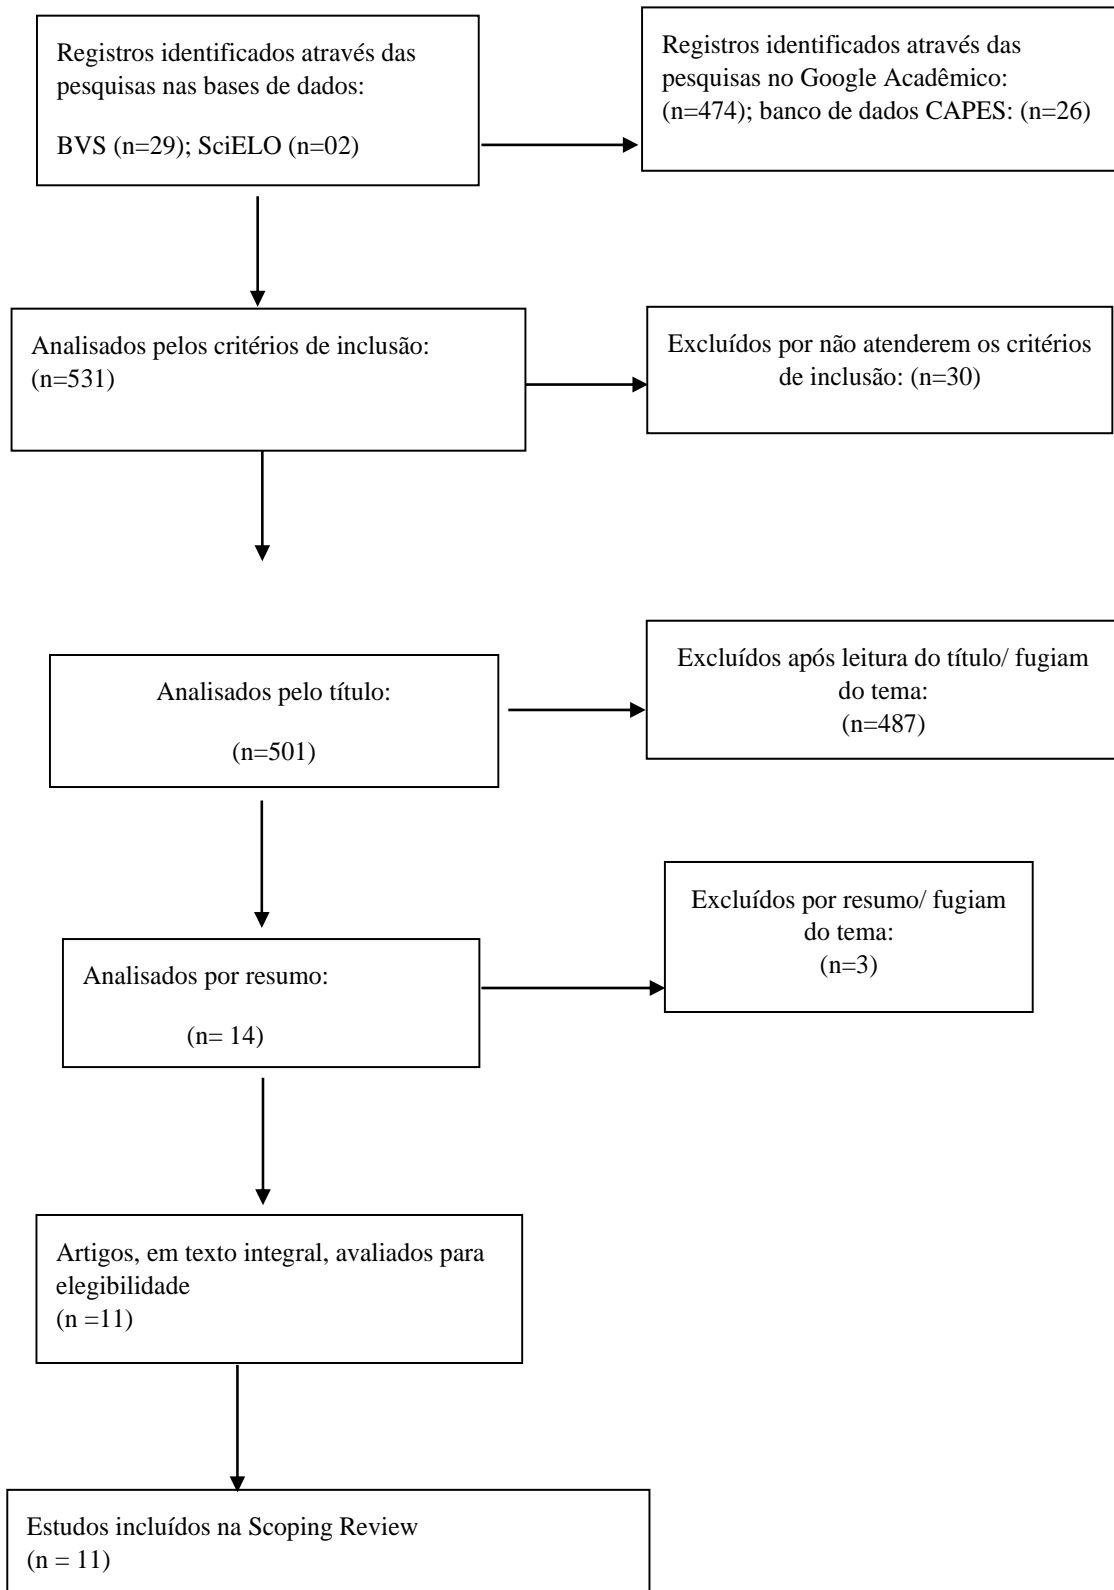 Registros identificados através das
pesquisas nas bases de dados:
BVS (n=29); SciELO (n=02)
Registros identificados através das
pesquisas no Google Acadêmico:
(n=474); banco de dados CAPES: (n=26)
Analisados pelos critérios de inclusão:
(n=531)
Excluídos por não atenderem os critérios
de inclusão: (n=30)
Analisados pelo título:
(n=501)
Excluídos após leitura do título/ fugiam
do tema:
(n=487)
Analisados por resumo:
(n= 14)
Excluídos por resumo/ fugiam
do tema:
(n=3)
Artigos, em texto integral, avaliados para
elegibilidade
(n =11)
Estudos incluídos na Scoping Review
(n = 11)